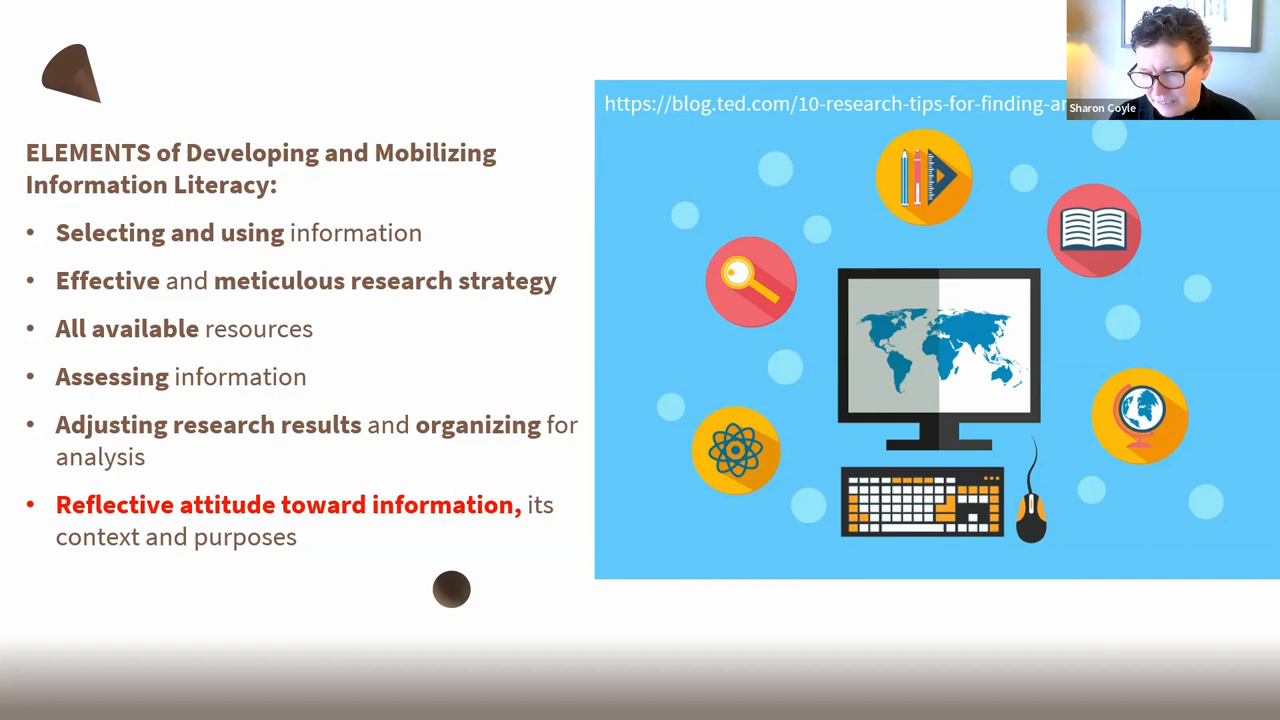 https://blog.ted.com/10-research-tips-for-finding-
Sharon Coyle
ELEMENTS of Developing and Mobilizing
Information Literacy:
• Selecting and using information
• Effective and meticulous research strategy
• All available resources
• Assessing information
• Adjusting research results and organizing for
analysis
• Reflective attitude toward information, its
context and purposes